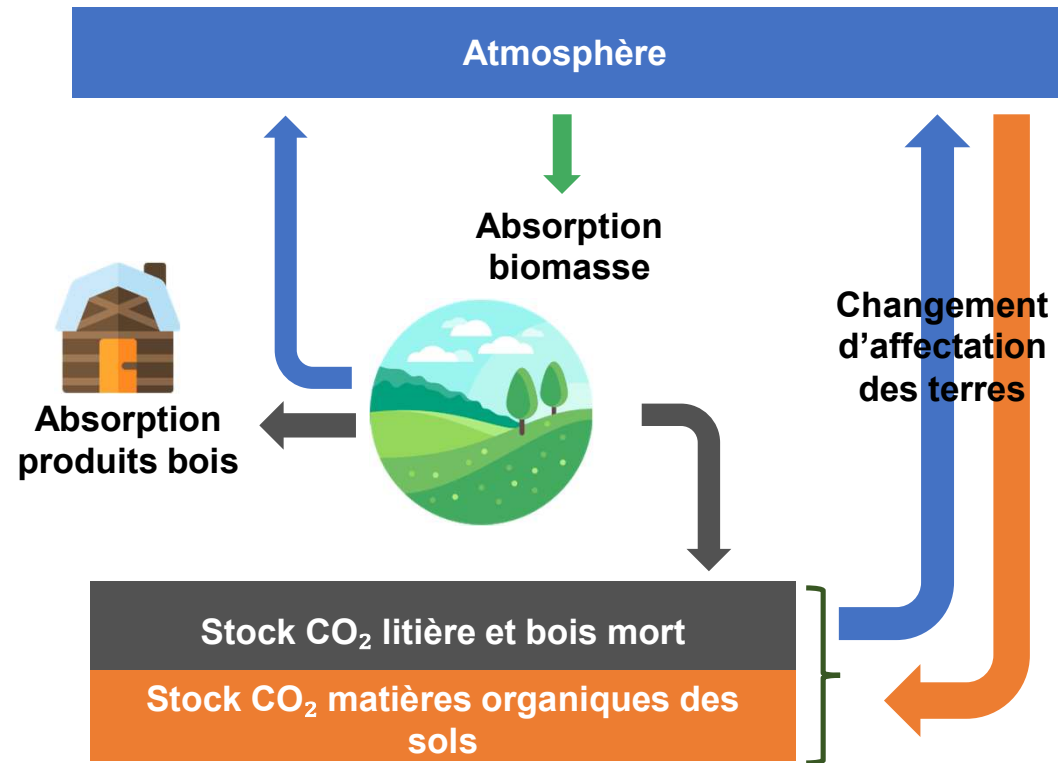 Atmosphère
Absorption
biomasse
Changement
d’affectation
des terres
Absorption
produits bois
Stock CO₂ litière et bois mort
Stock CO₂ matières organiques des
sols